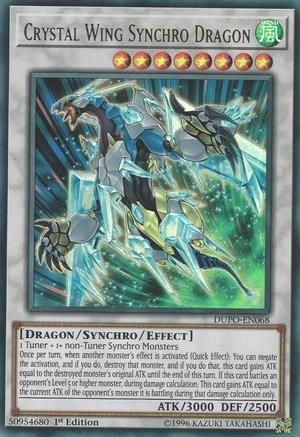 CRYSTAL WING SYNCHRO DRAGON
風
DUPO-EN068
[DRAGON/SYNCHRO/EFFECT]
1 Tuner + 1+ non-Tuner Synchro Monsters
Once per turn, when another monster's effect is activated (Quick Effect): You can negate
the activation, and if you do, destroy that monster, and if you do that, this card gains ATK
equal to the destroyed monster's original ATK until the end of this turn. If this card battles an
opponent's Level 5 or higher monster, during damage calculation: This card gains ATK equal to
the current ATK of the opponent's monster it is battling during that damage calculation only.
ATK/3000 DEF/2500
50954680 1st Edition ©1996 KAZUKI TAKAHASHI